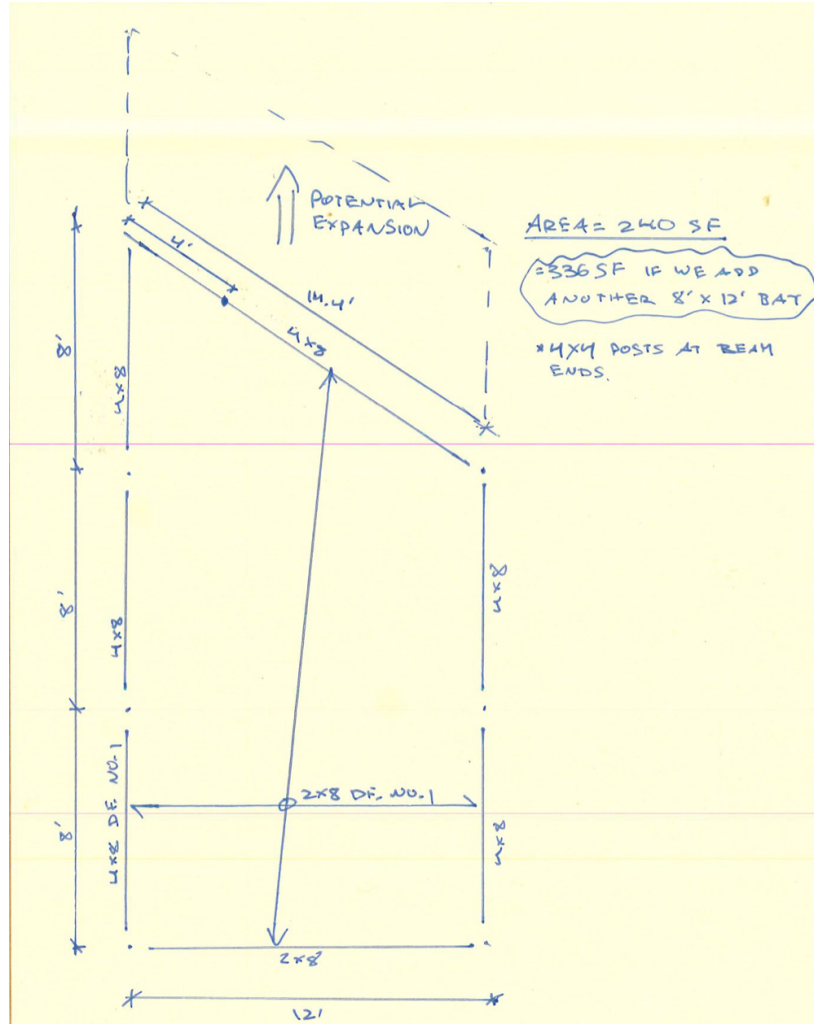 POTENTIAL
EXPANSION
AREA = 240 SF
=336 SF IF WE ADD
ANOTHER 8' X 12' BAY
*4X4 POSTS AT BEAM
ENDS.
4'
14.4'
4x8
8'
4x8
8'
4x8
4x8
8'
4x8 DF. NO.1
2x8 DF. NO.1
4x8
2x8
12'